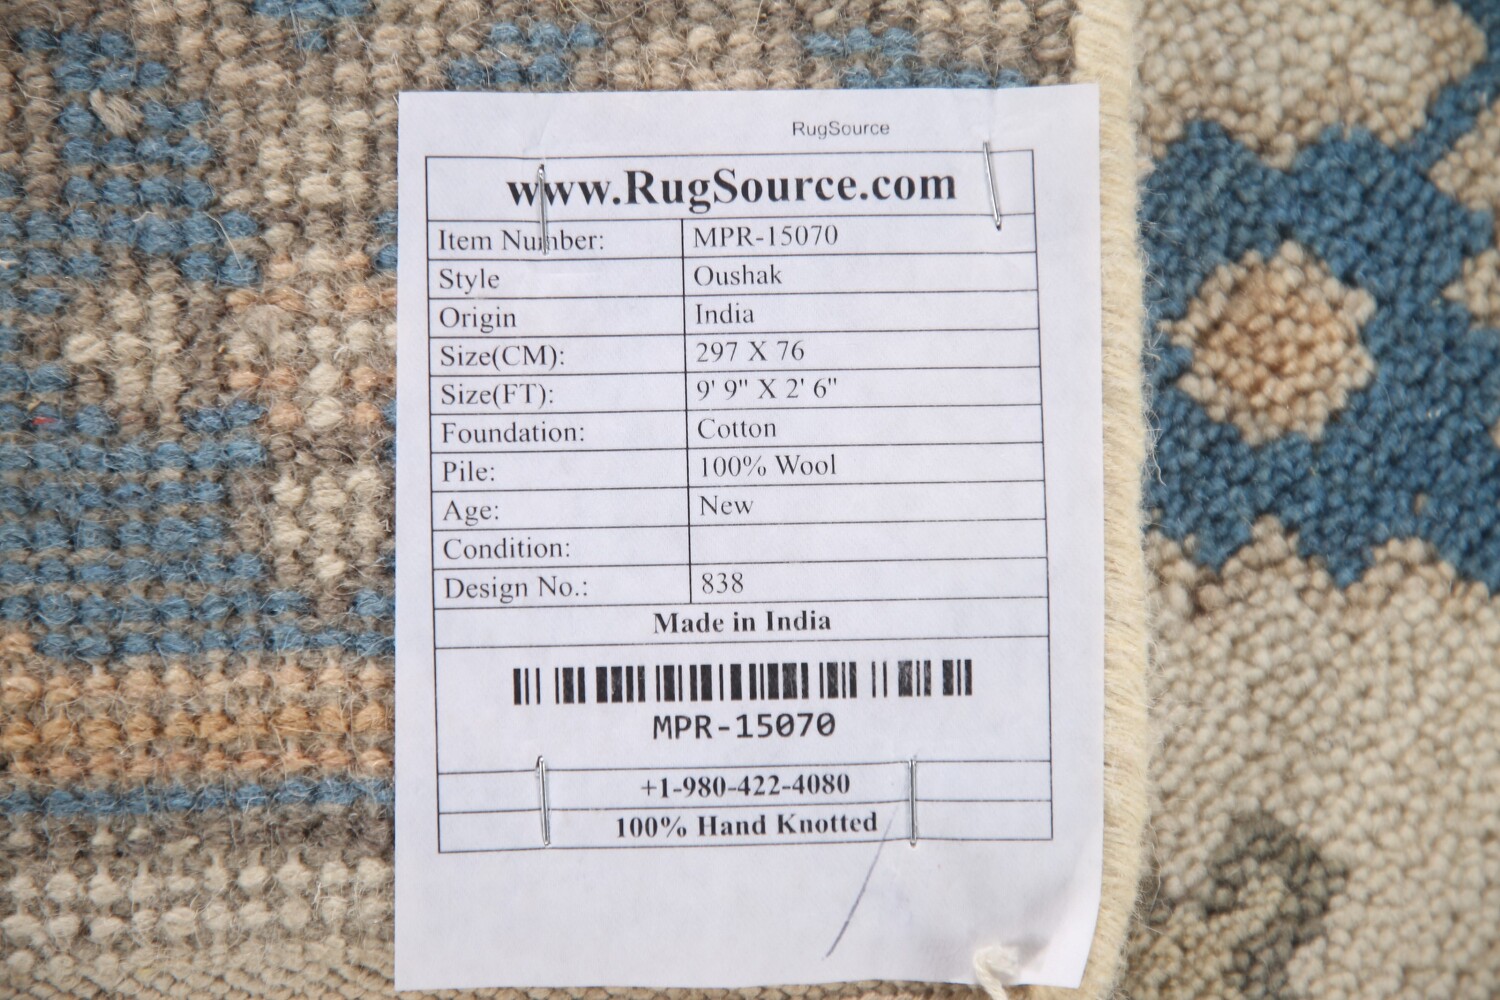 RugSource
www.RugSource.com
Item Number: MPR-15070
Style Oushak
Origin India
Size(CM): 297 X 76
Size(FT): 9' 9" X 2' 6"
Foundation: Cotton
Pile: 100% Wool
Age: New
Condition:
Design No.: 838
Made in India
MPR-15070
+1-980-422-4080
100% Hand Knotted